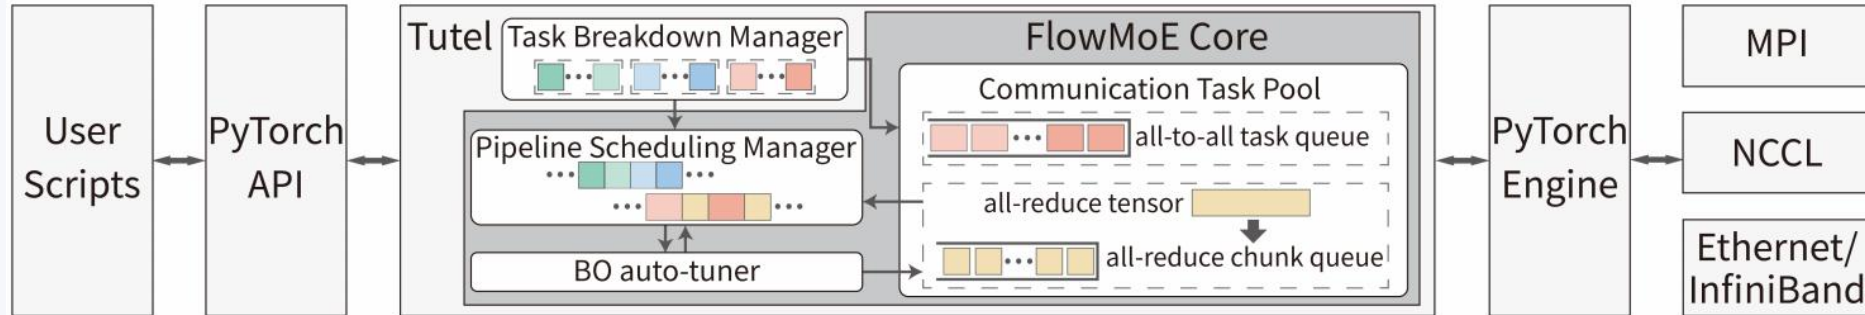 User
Scripts
PyTorch
API
Tutel
Task Breakdown Manager
FlowMoE Core
Pipeline Scheduling Manager
BO auto-tuner
Communication Task Pool
all-to-all task queue
all-reduce tensor
all-reduce chunk queue
PyTorch
Engine
MPI
NCCL
Ethernet/
InfiniBand